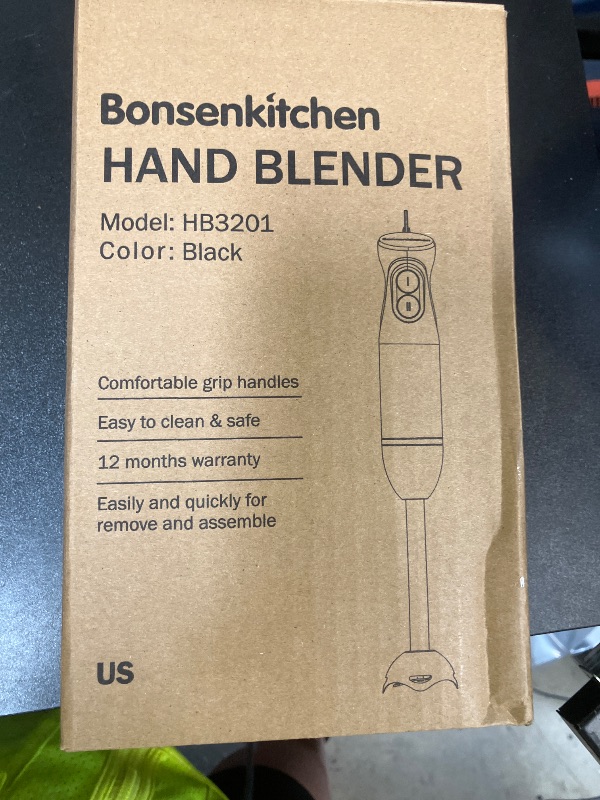 Bonsenkitchen
HAND BLENDER
Model: HB3201
Color: Black
I
II
Comfortable grip handles
Easy to clean & safe
12 months warranty
Easily and quickly for
remove and assemble
US